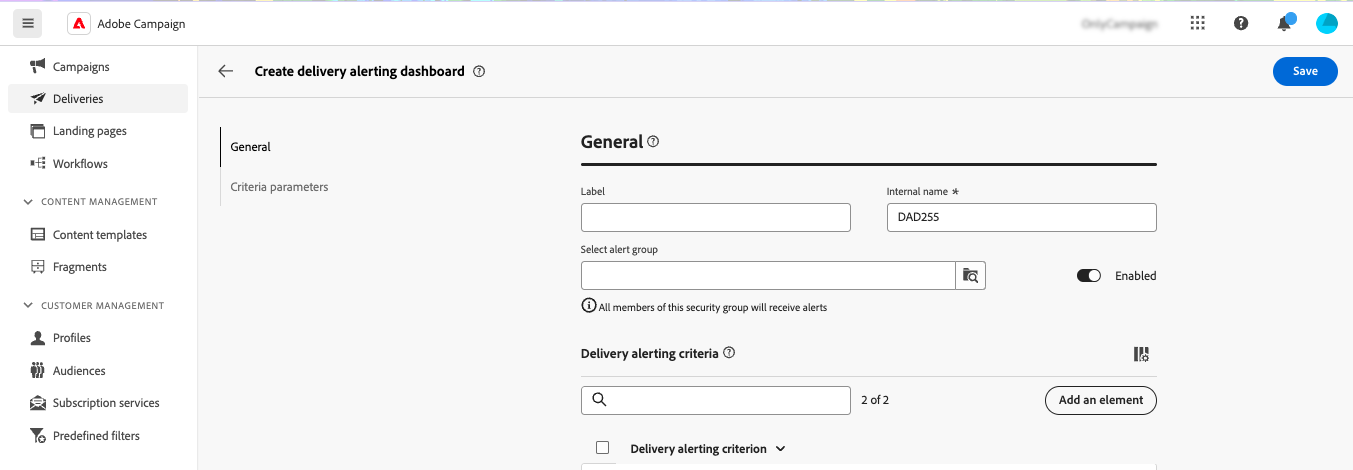 Adobe Campaign
Campaigns
Deliveries
Landing pages
Workflows
CONTENT MANAGEMENT
Content templates
Fragments
CUSTOMER MANAGEMENT
Profiles
Audiences
Subscription services
Predefined filters
Create delivery alerting dashboard
Save
General
Criteria parameters
General
Label
Internal name *
DAD255
Select alert group
Enabled
All members of this security group will receive alerts
Delivery alerting criteria
2 of 2
Add an element
Delivery alerting criterion